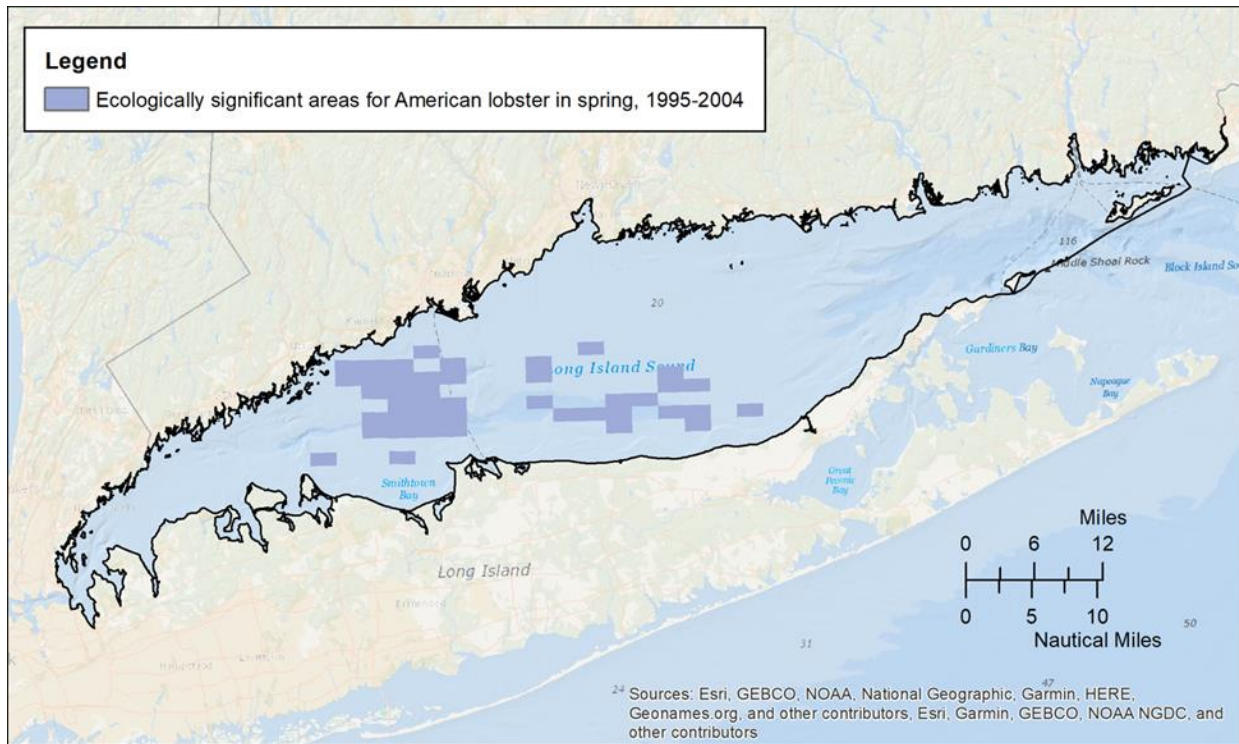 Legend
Ecologically significant areas for American lobster in spring, 1995-2004
116
Middle Shoal Rock
Block Island So
20
Long Island Sound
Gardiners Bay
Napeague
Bay
Smithtown
Bay
Great
Peconic
Bay
Long Island
Miles
0 6 12
0 5 10
Nautical Miles
50
31
47
24
Sources: Esri, GEBCO, NOAA, National Geographic, Garmin, HERE,
Geonames.org, and other contributors, Esri, Garmin, GEBCO, NOAA NGDC, and
other contributors